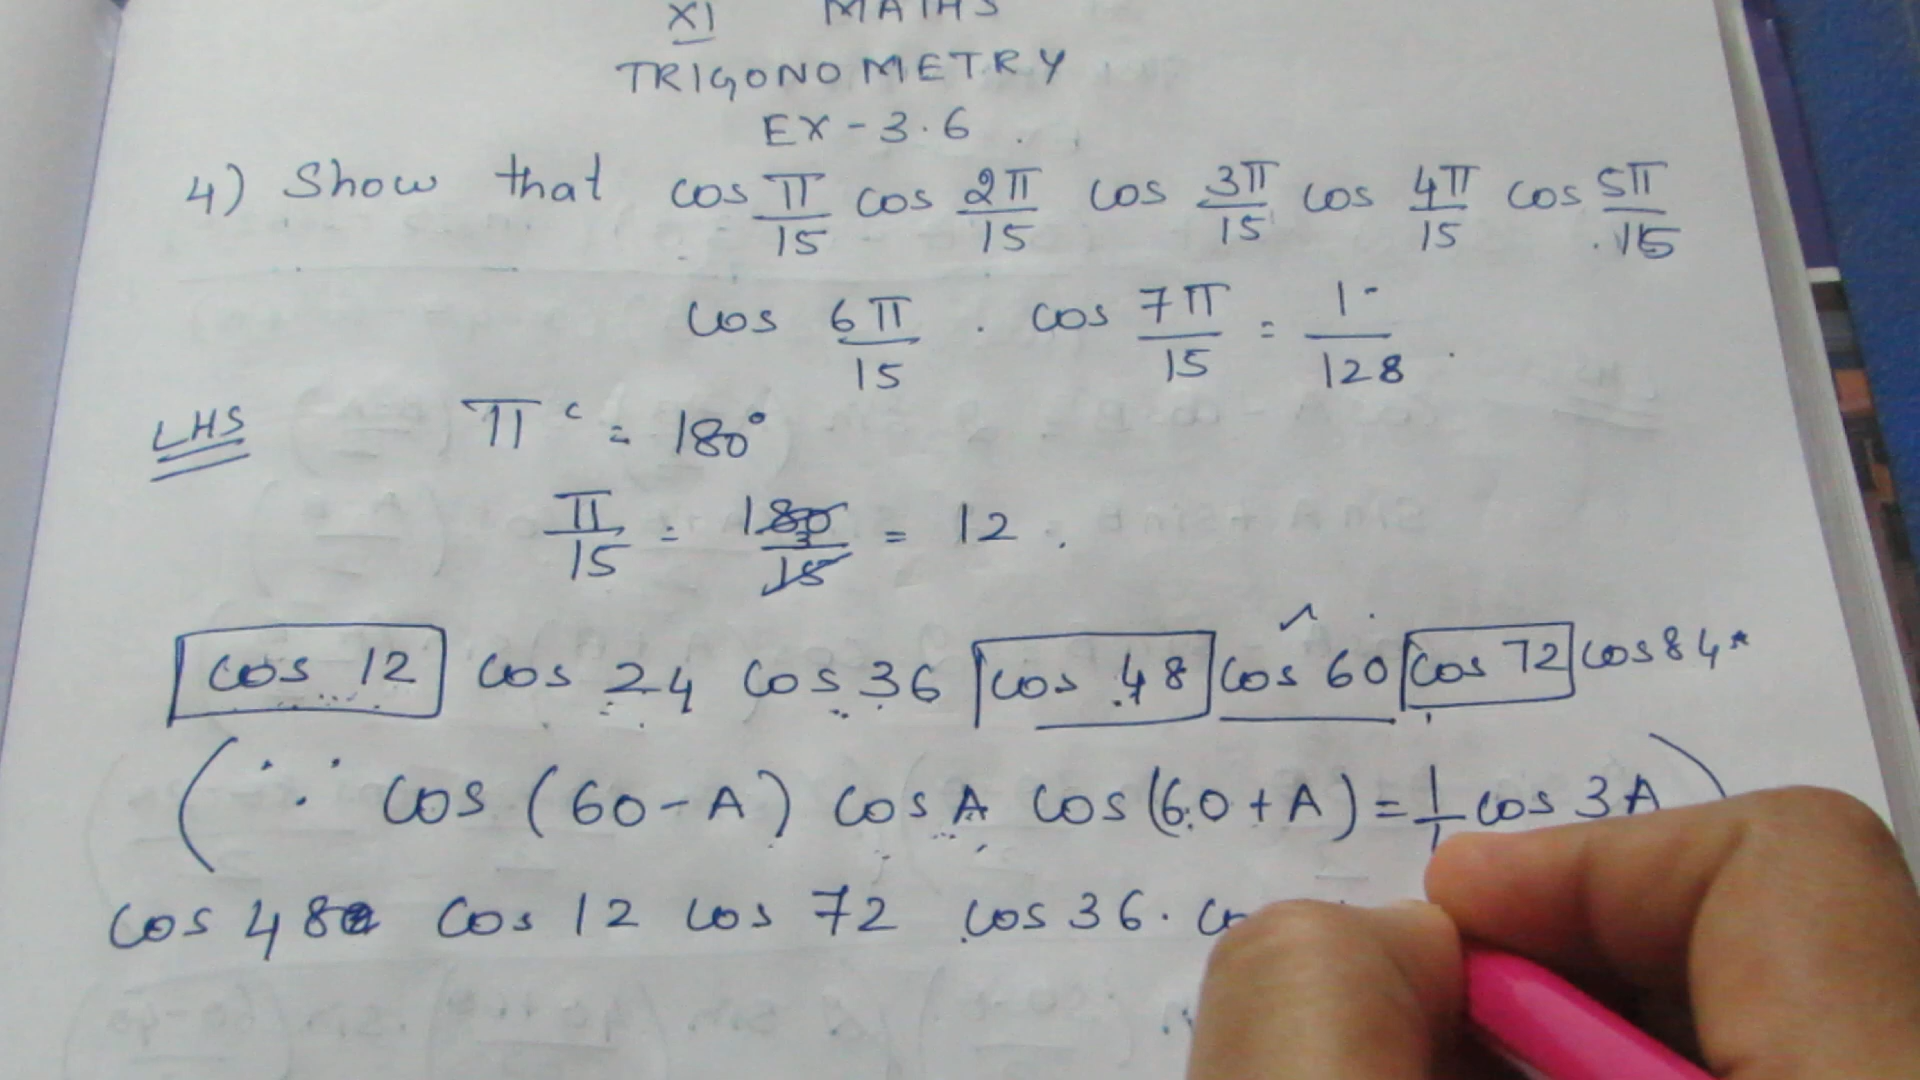 XI MATHS
TRIGONOMETRY
EX - 3.6
4) Show that cos π/15 cos 2π/15 cos 3π/15 cos 4π/15 cos 5π/15
cos 6π/15 . cos 7π/15 = 1/128 .
LHS π^c = 180°
π/15 = 180/15 = 12 .
cos 12 cos 24 cos 36 cos 48 cos 60 cos 72 cos 84
( ∵ cos (60 - A) cos A cos (60 + A) = 1/ cos 3A )
cos 48 cos 12 cos 72 cos 36 .